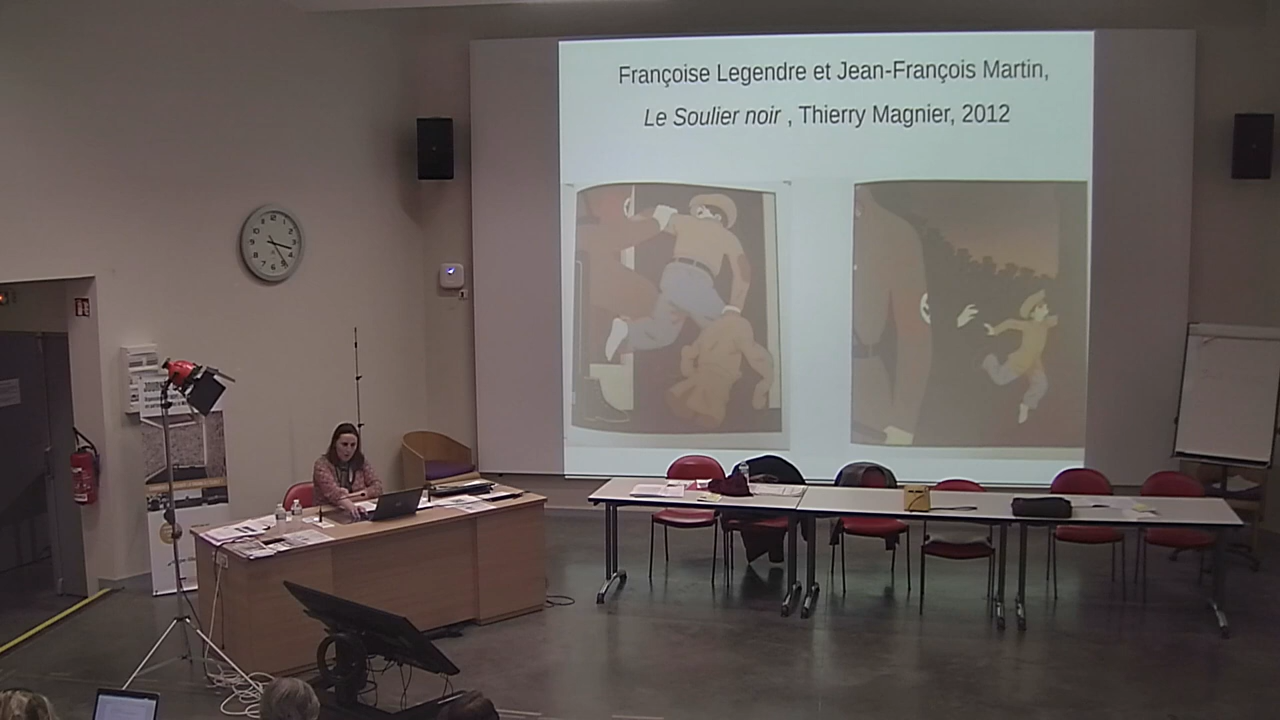 Françoise Legendre et Jean-François Martin,
Le Soulier noir , Thierry Magnier, 2012